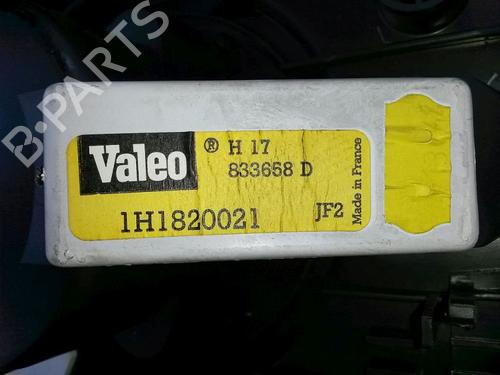 B-PARTS
Valeo ® H 17
833658 D
1H1820021 JF2
Made in France